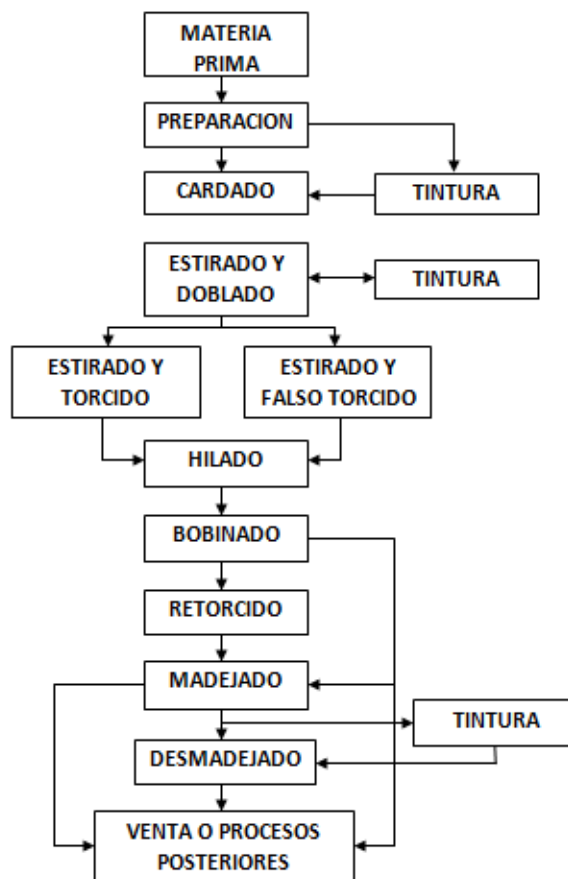 MATERIA
PRIMA
PREPARACION
CARDADO
TINTURA
ESTIRADO Y
DOBLADO
TINTURA
ESTIRADO Y
TORCIDO
ESTIRADO Y
FALSO TORCIDO
HILADO
BOBINADO
RETORCIDO
MADEJADO
TINTURA
DESMADEJADO
VENTA O PROCESOS
POSTERIORES